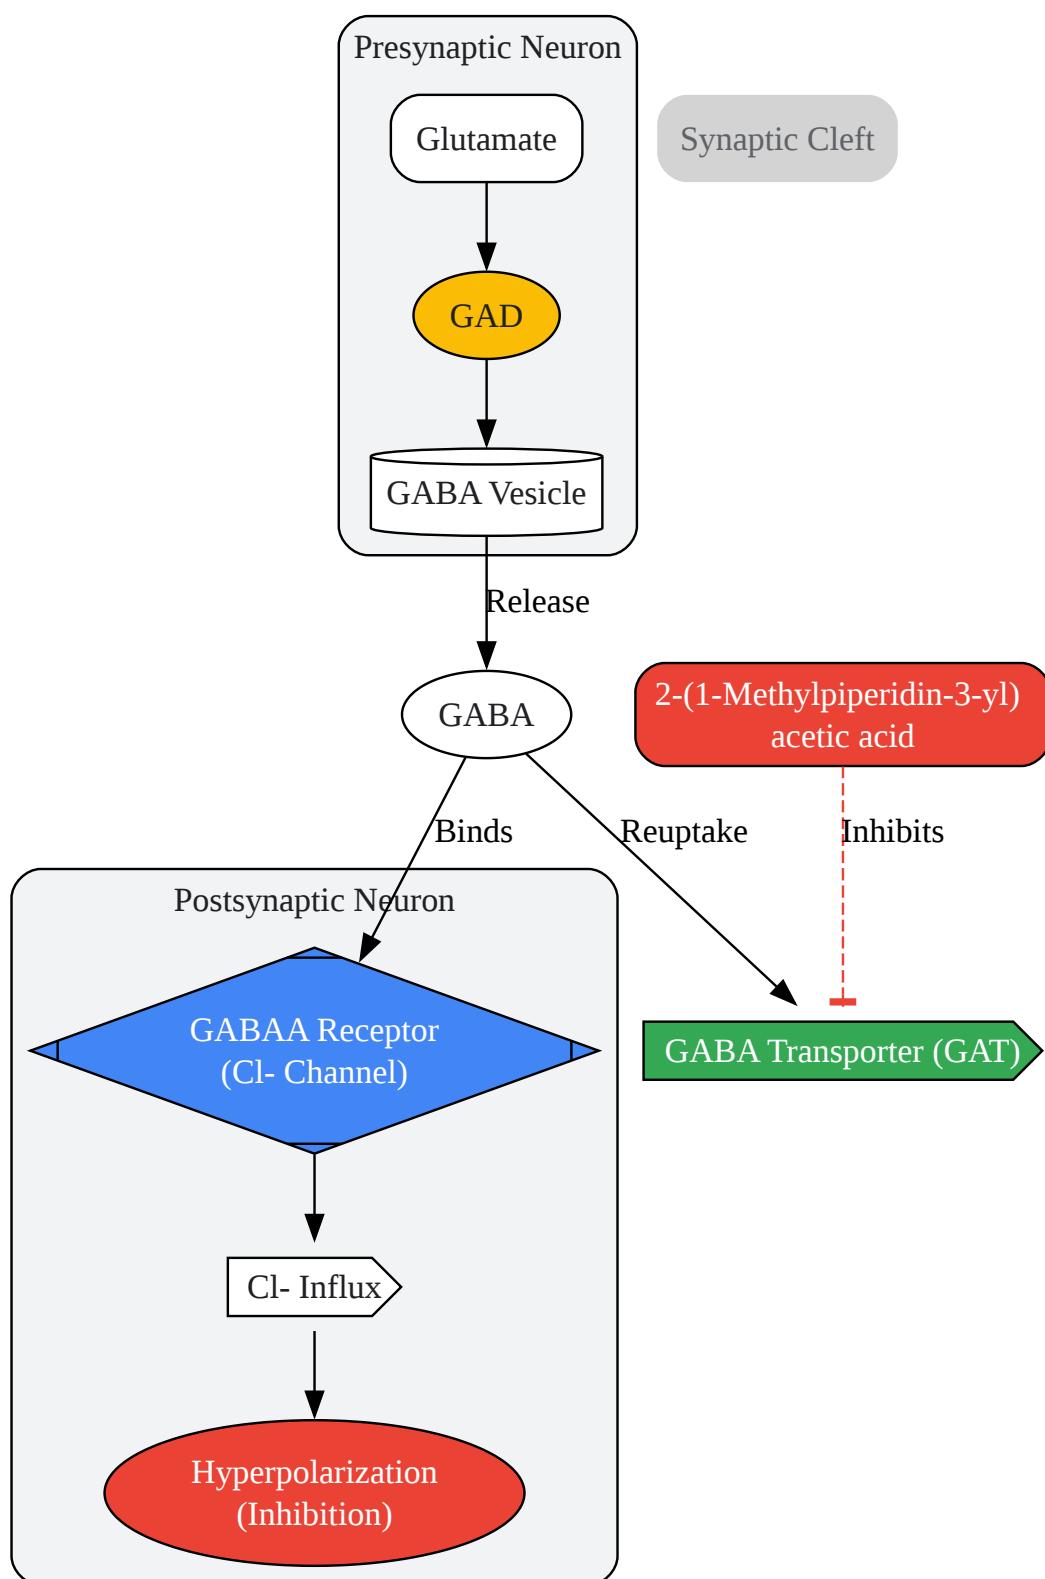 Presynaptic Neuron
Glutamate
Synaptic Cleft
GAD
GABA Vesicle
Release
GABA
2-(1-Methylpiperidin-3-yl)
acetic acid
Binds
Reuptake
Inhibits
Postsynaptic Neuron
GABAA Receptor
(Cl- Channel)
GABA Transporter (GAT)
Cl- Influx
Hyperpolarization
(Inhibition)